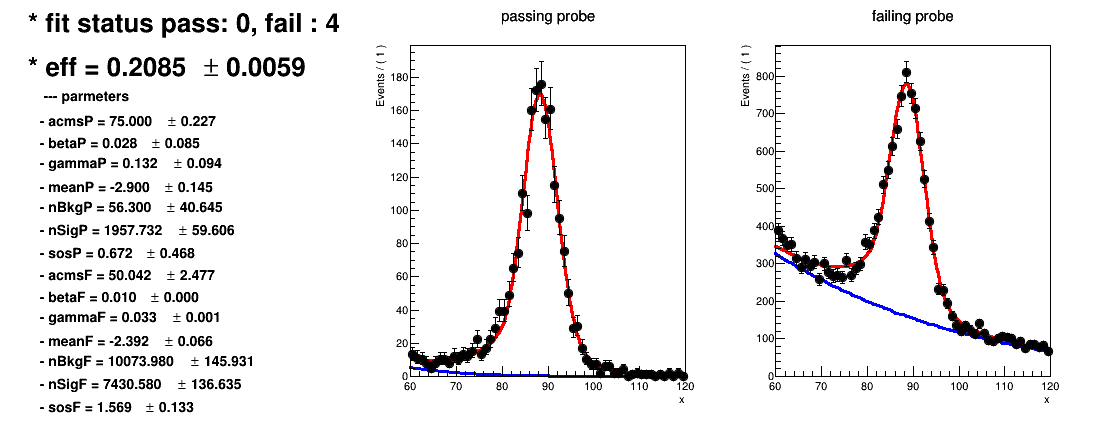 * fit status pass: 0, fail : 4
* eff = 0.2085 ± 0.0059
--- parmeters
- acmsP = 75.000 ± 0.227
- betaP = 0.028 ± 0.085
- gammaP = 0.132 ± 0.094
- meanP = -2.900 ± 0.145
- nBkgP = 56.300 ± 40.645
- nSigP = 1957.732 ± 59.606
- sosP = 0.672 ± 0.468
- acmsF = 50.042 ± 2.477
- betaF = 0.010 ± 0.000
- gammaF = 0.033 ± 0.001
- meanF = -2.392 ± 0.066
- nBkgF = 10073.980 ± 145.931
- nSigF = 7430.580 ± 136.635
- sosF = 1.569 ± 0.133
passing probe
Events / ( 1 )
180
160
140
120
100
80
60
40
20
0
60 70 80 90 100 110 120
x
failing probe
Events / ( 1 )
800
700
600
500
400
300
200
100
0
60 70 80 90 100 110 120
x